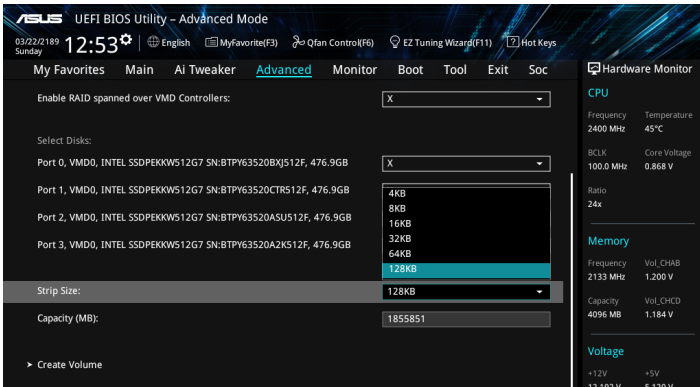 ASUS UEFI BIOS Utility – Advanced Mode
03/22/2189 Sunday 12:53 English MyFavorite(F3) Qfan Control(F6) EZ Tuning Wizard(F11) ? Hot Keys
My Favorites Main Ai Tweaker Advanced Monitor Boot Tool Exit Soc
Enable RAID spanned over VMD Controllers: X
Select Disks:
Port 0, VMD0, INTEL SSDPEKKW512G7 SN:BTPY63520BXJ512F, 476.9GB X
Port 1, VMD0, INTEL SSDPEKKW512G7 SN:BTPY63520CTR512F, 476.9GB
Port 2, VMD0, INTEL SSDPEKKW512G7 SN:BTPY63520ASU512F, 476.9GB
Port 3, VMD0, INTEL SSDPEKKW512G7 SN:BTPY63520A2K512F, 476.9GB
4KB
8KB
16KB
32KB
64KB
128KB
Strip Size: 128KB
Capacity (MB): 1855851
> Create Volume
Hardware Monitor
CPU
Frequency Temperature
2400 MHz 45°C
BCLK Core Voltage
100.0 MHz 0.868 V
Ratio
24x
Memory
Frequency Vol_CHAB
2133 MHz 1.200 V
Capacity Vol_CHCD
4096 MB 1.184 V
Voltage
+12V +5V